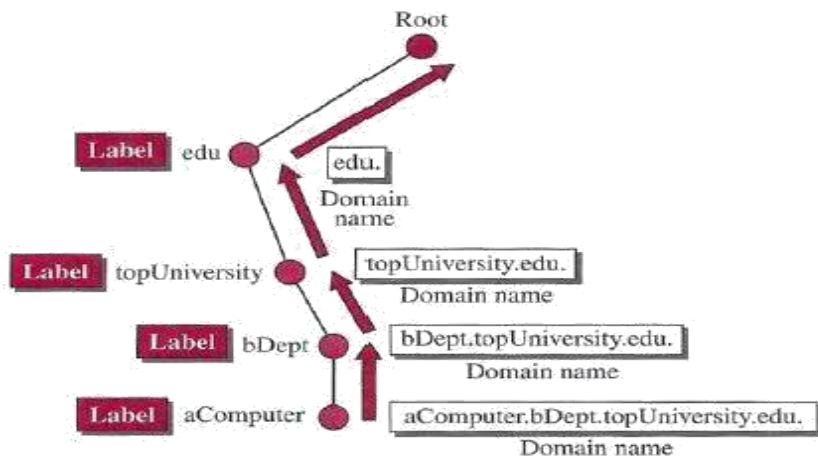 Root
Label edu
edu.
Domain
name
Label topUniversity
topUniversity.edu.
Domain name
Label bDept
bDept.topUniversity.edu.
Domain name
Label aComputer
aComputer.bDept.topUniversity.edu.
Domain name